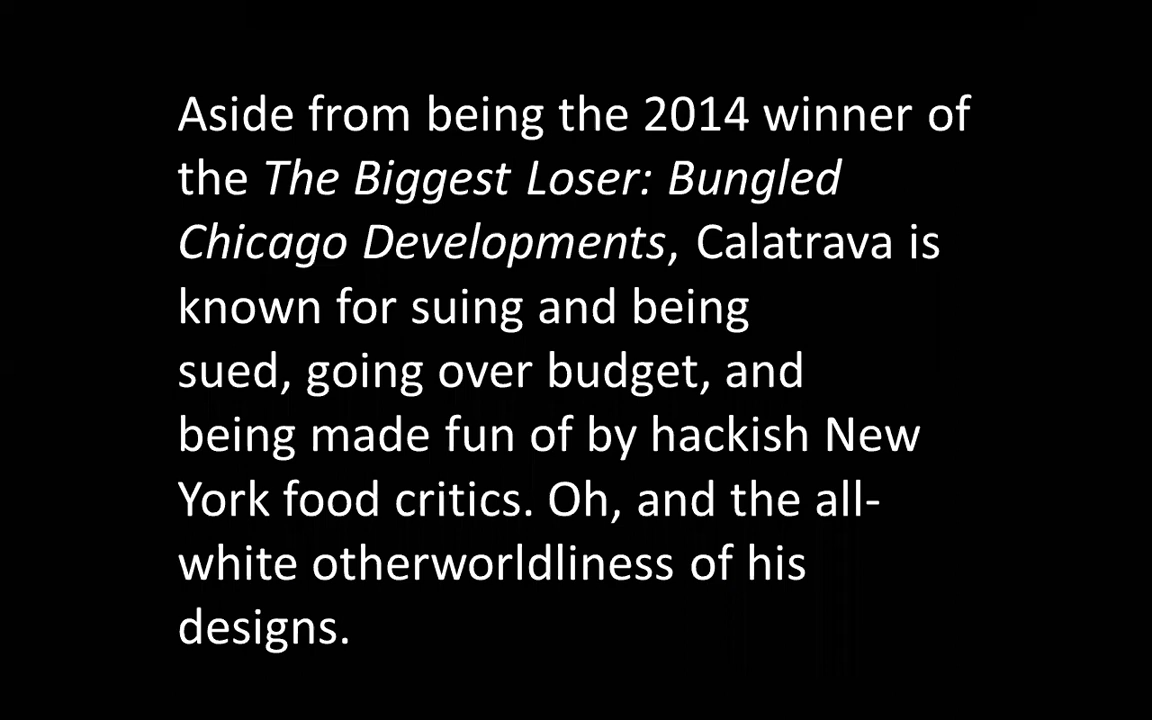 Aside from being the 2014 winner of
the The Biggest Loser: Bungled
Chicago Developments, Calatrava is
known for suing and being
sued, going over budget, and
being made fun of by hackish New
York food critics. Oh, and the all-
white otherworldliness of his
designs.